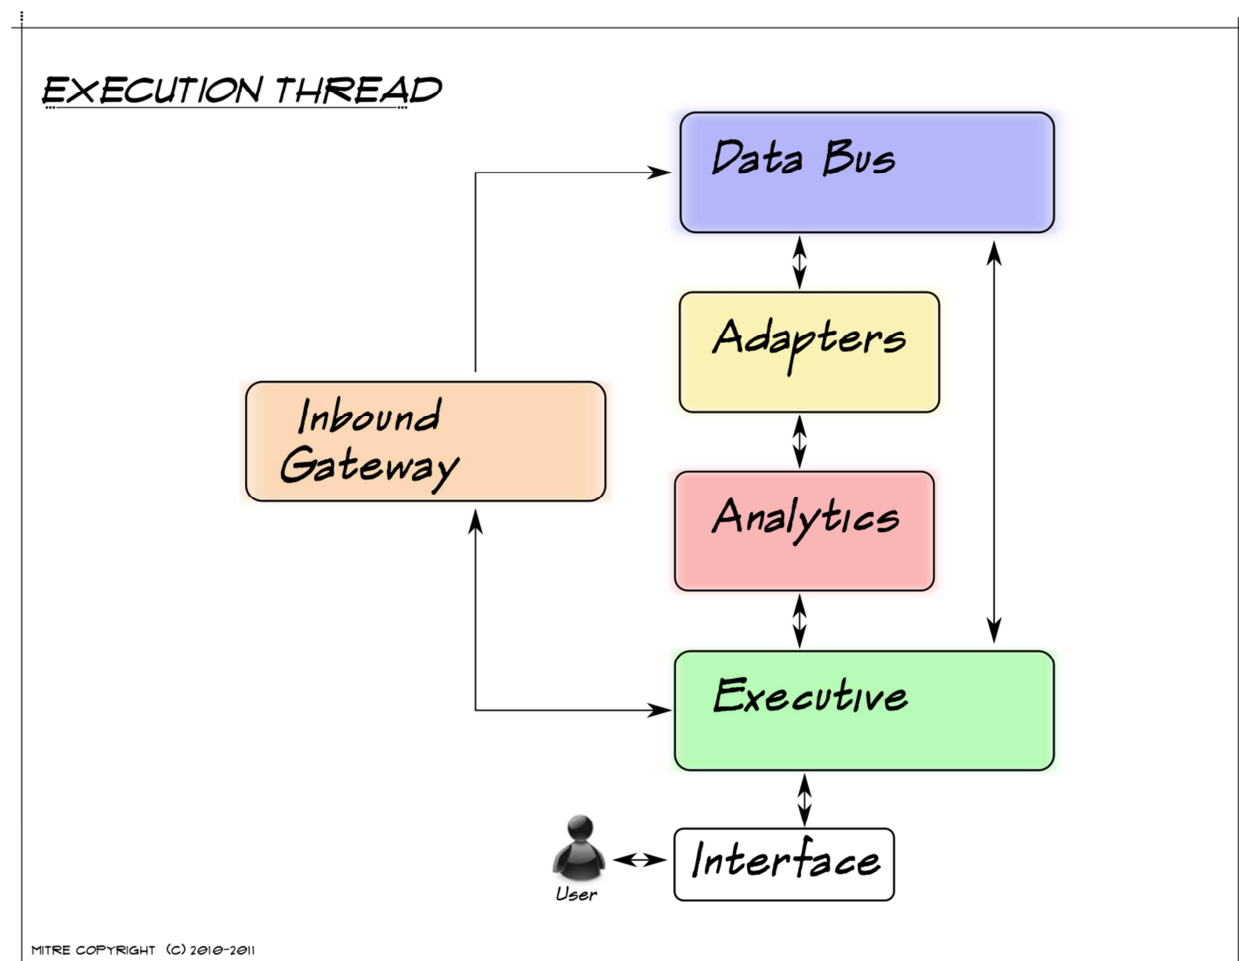 EXECUTION THREAD
Data Bus
Adapters
Inbound
Gateway
Analytics
Executive
Interface
User
MITRE COPYRIGHT (C) 2010-2011